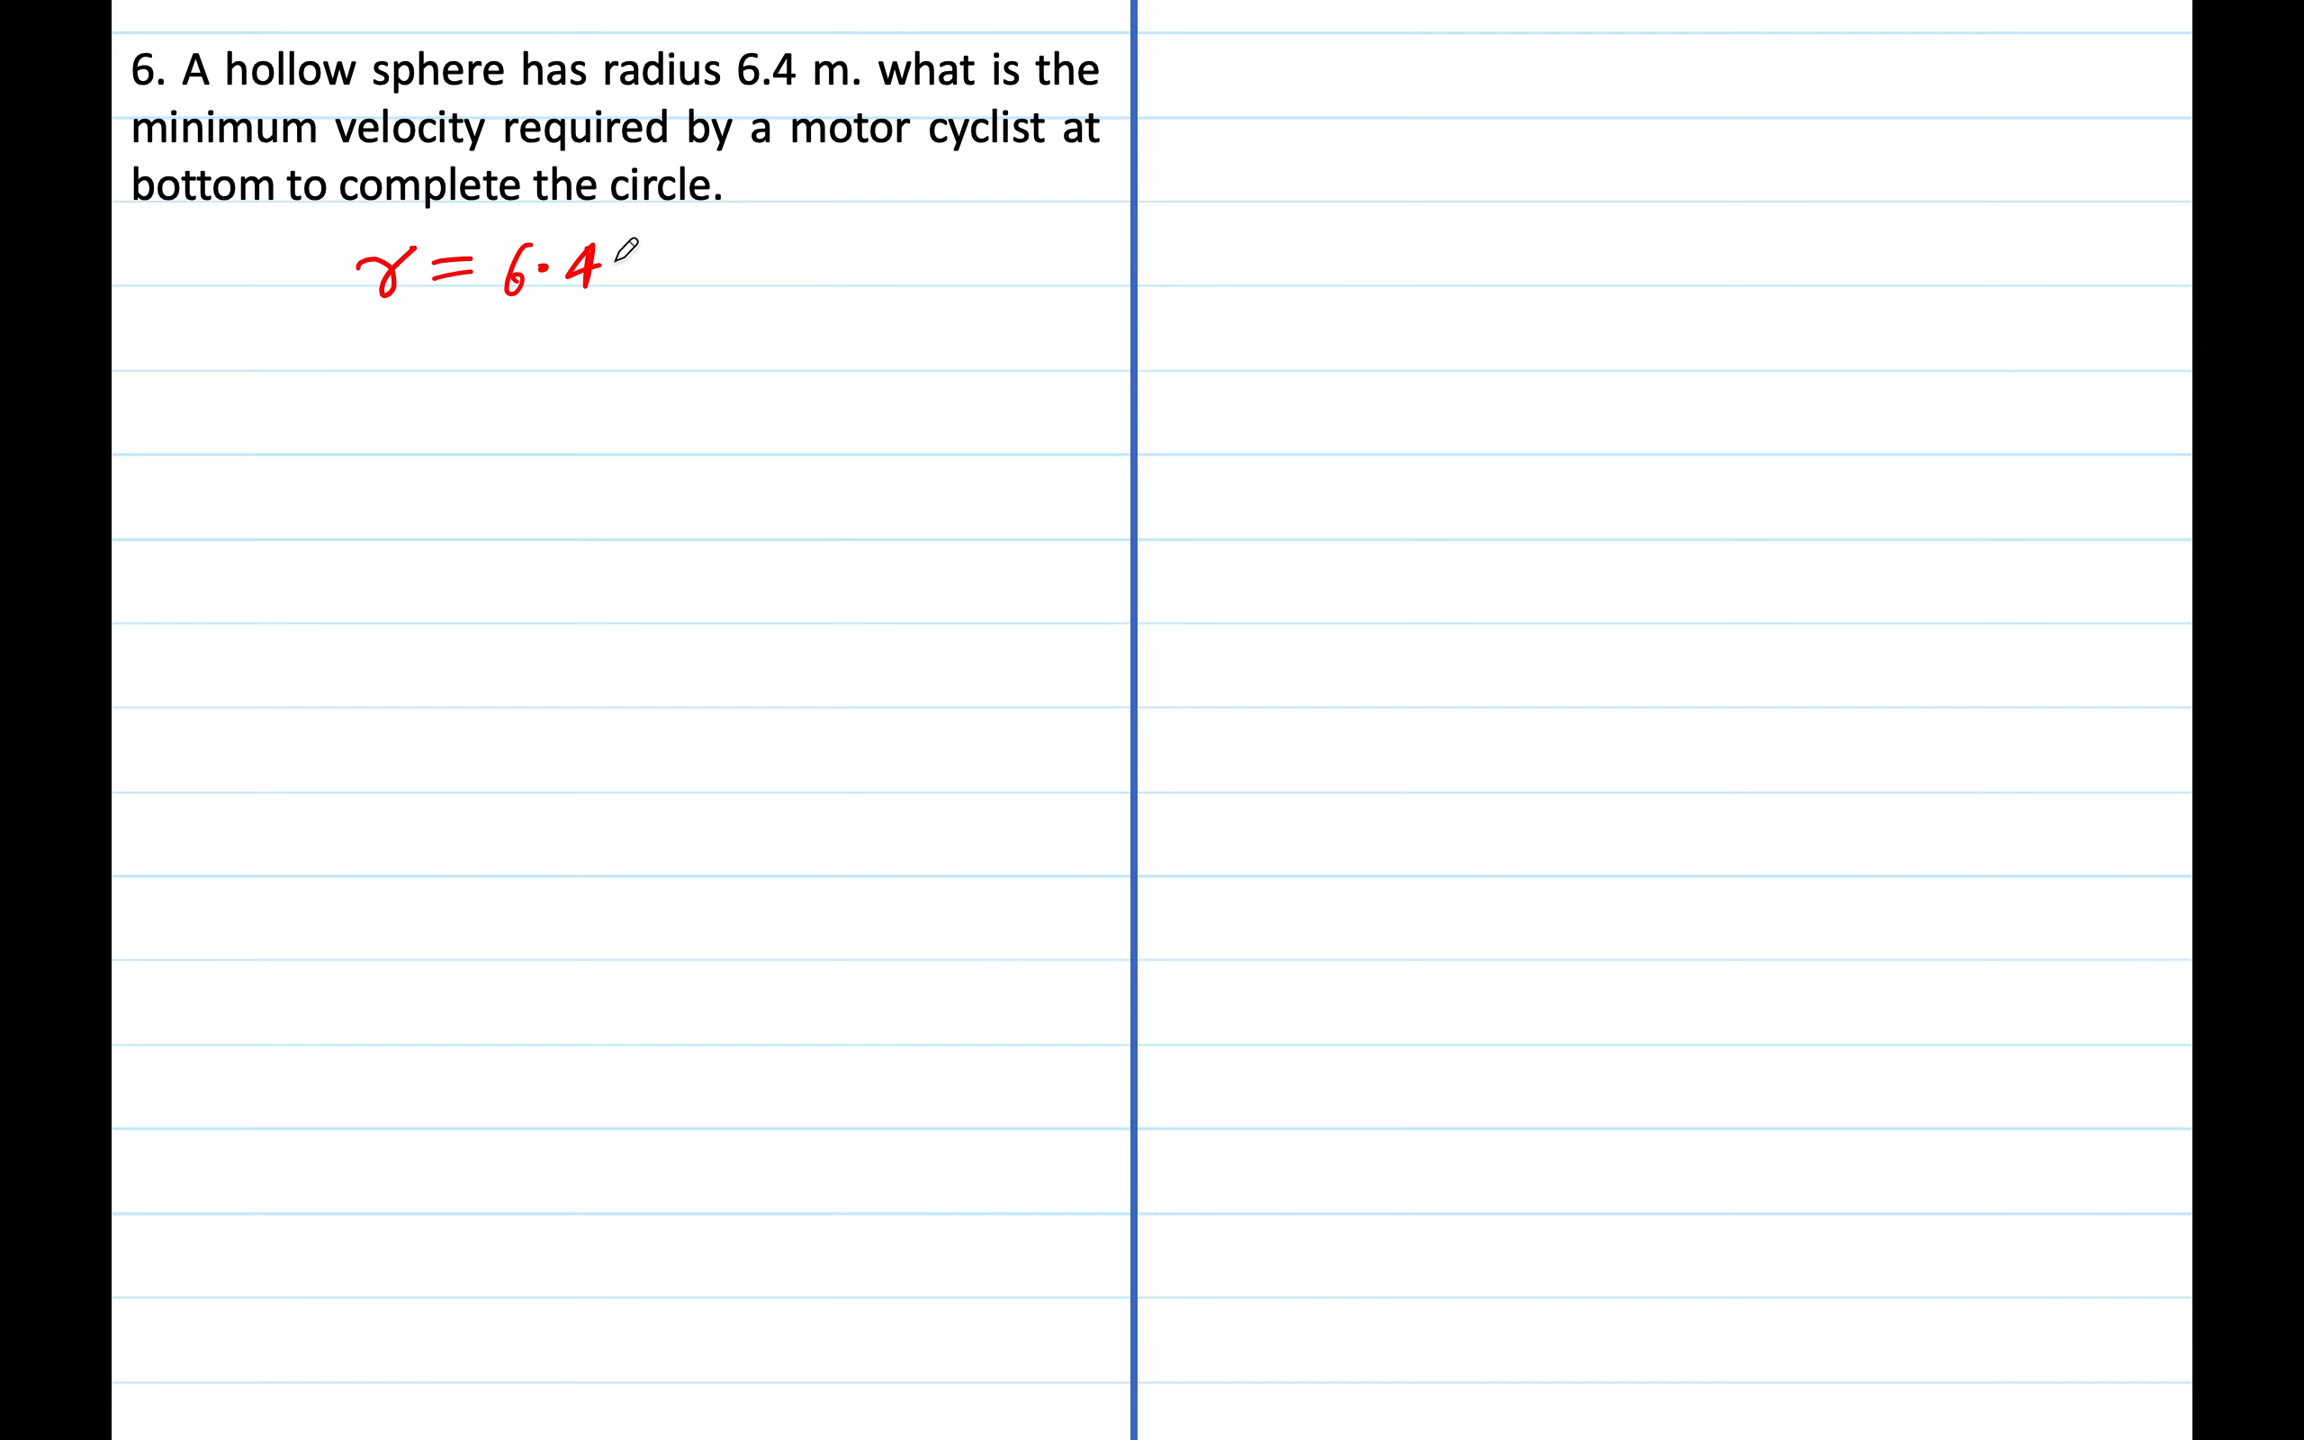 6. A hollow sphere has radius 6.4 m. what is the
minimum velocity required by a motor cyclist at
bottom to complete the circle.
r = 6.4